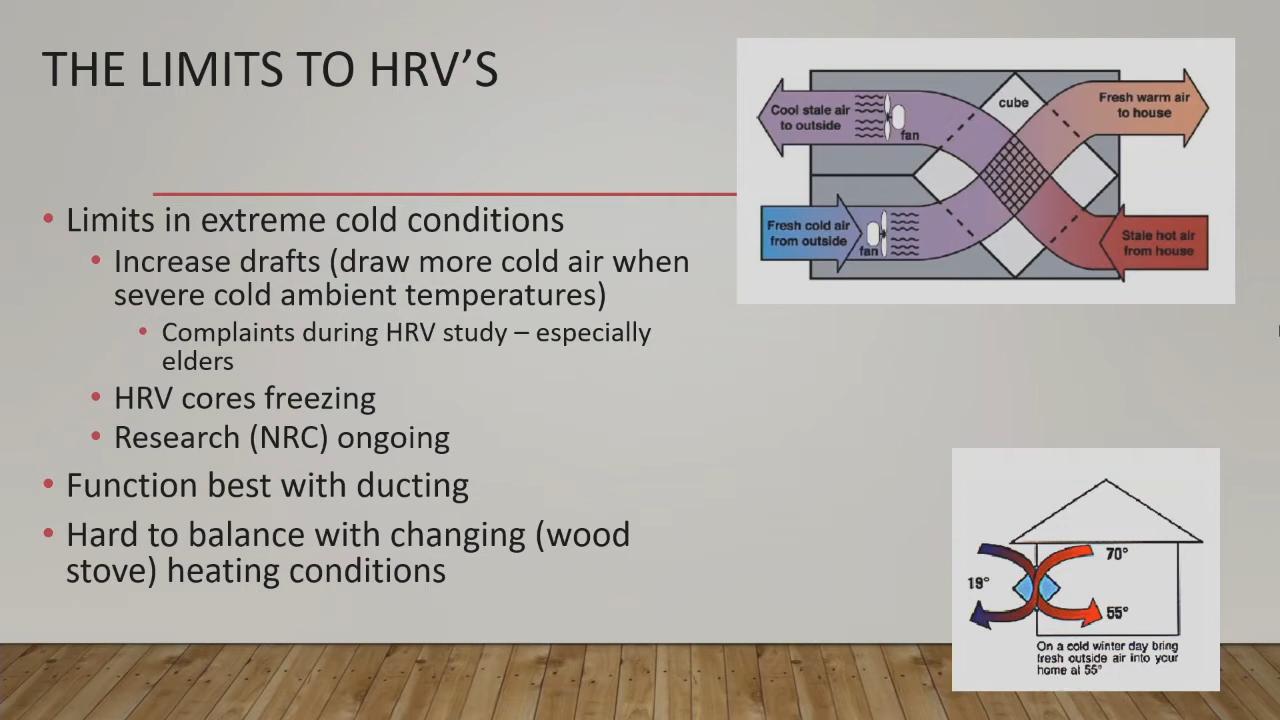 THE LIMITS TO HRV'S
Cool stale air
to outside
fan
cube
Fresh warm air
to house
Fresh cold air
from outside
fan
Stale hot air
from house
• Limits in extreme cold conditions
• Increase drafts (draw more cold air when
severe cold ambient temperatures)
• Complaints during HRV study – especially
elders
• HRV cores freezing
• Research (NRC) ongoing
• Function best with ducting
• Hard to balance with changing (wood
stove) heating conditions
70°
19°
55°
On a cold winter day bring
fresh outside air into your
home at 55°